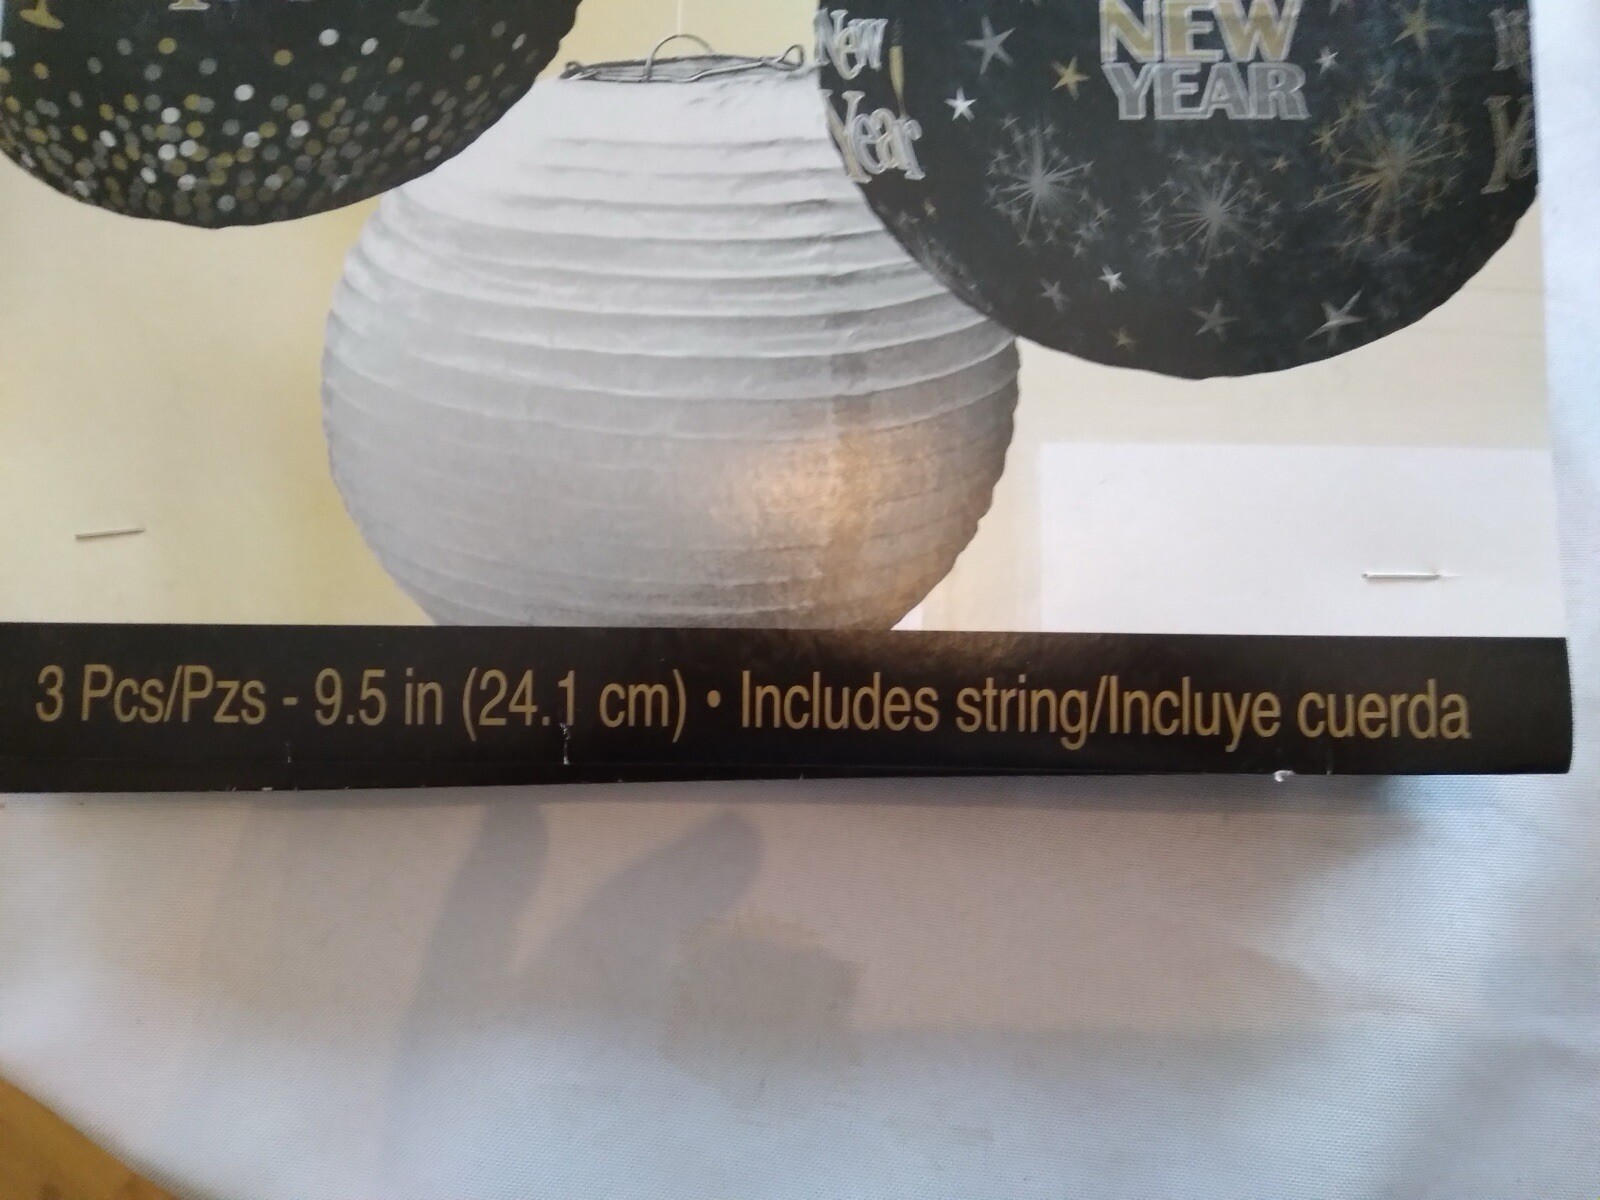 New
Year
NEW
YEAR
3 Pcs/Pzs - 9.5 in (24.1 cm) • Includes string/Incluye cuerda